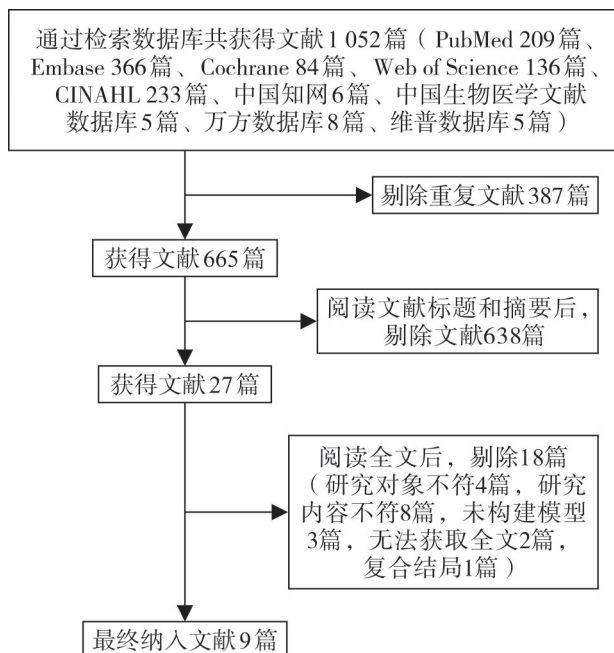 通过检索数据库共获得文献1 052篇（PubMed 209篇、
Embase 366篇、Cochrane 84篇、Web of Science 136篇、
CINAHL 233篇、中国知网6篇、中国生物医学文献
数据库5篇、万方数据库8篇、维普数据库5篇）
剔除重复文献387篇
获得文献665篇
阅读文献标题和摘要后，
剔除文献638篇
获得文献27篇
阅读全文后，剔除18篇
（研究对象不符4篇，研究
内容不符8篇，未构建模型
3篇，无法获取全文2篇，
复合结局1篇）
最终纳入文献9篇